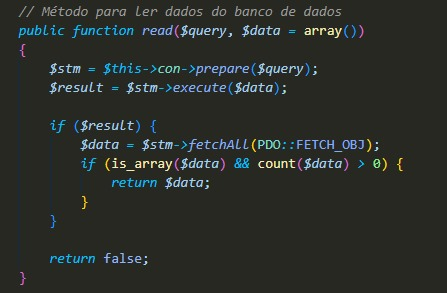 // Método para ler dados do banco de dados
public function read($query, $data = array())
{
$stm = $this->con->prepare($query);
$result = $stm->execute($data);
if ($result) {
$data = $stm->fetchAll(PDO::FETCH_OBJ);
if (is_array($data) && count($data) > 0) {
return $data;
}
}
return false;
}